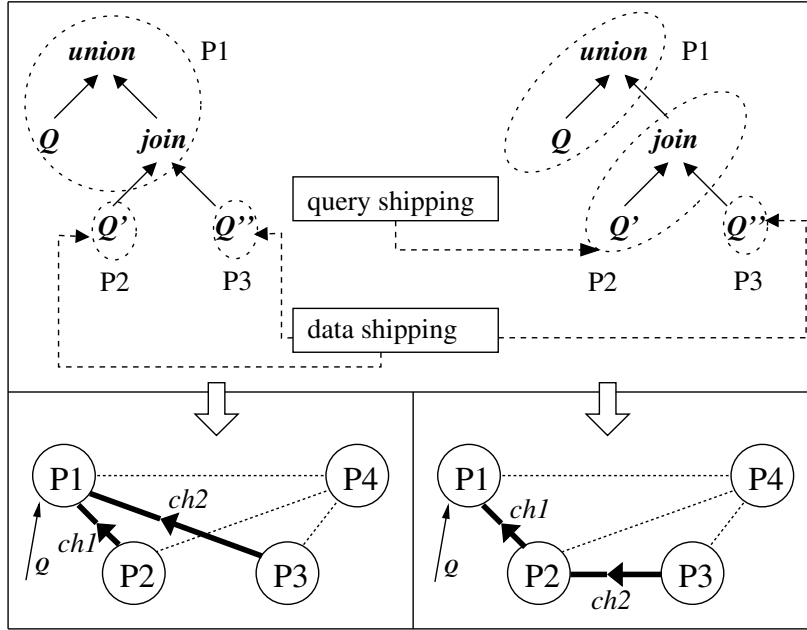 union
P1
Q
join
Q'
Q''
P2
P3
query shipping
data shipping
union
P1
Q
join
Q'
Q''
P2
P3
P1
P4
ch2
ch1
Q
P2
P3
P1
P4
ch1
Q
P2
P3
ch2